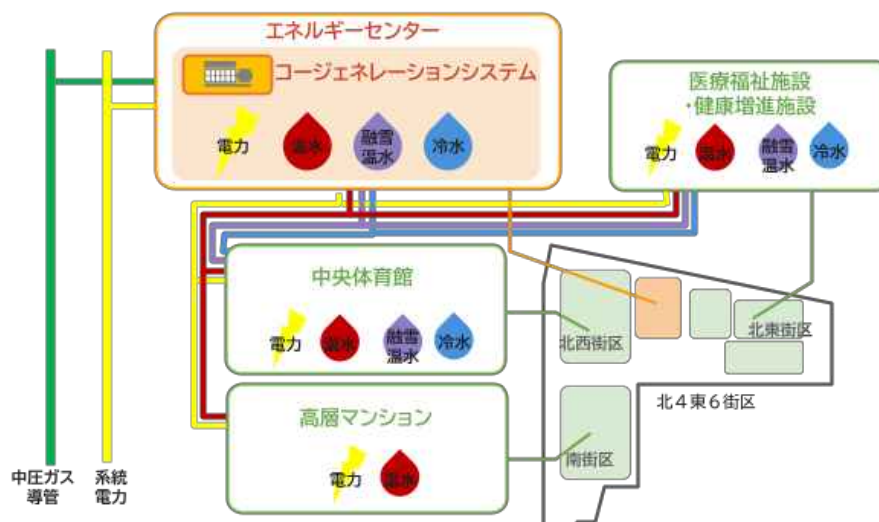 エネルギーセンター
コージェネレーションシステム
電力
温水
融雪
温水
冷水
医療福祉施設
・健康増進施設
電力
温水
融雪
温水
冷水
中央体育館
電力
温水
融雪
温水
冷水
高層マンション
電力
温水
中圧ガス
導管
系統
電力
北西街区
北東街区
北4東6街区
南街区